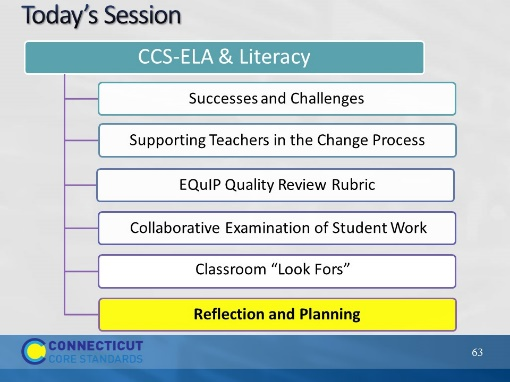 Today's Session
CCS-ELA & Literacy
Successes and Challenges
Supporting Teachers in the Change Process
EQuIP Quality Review Rubric
Collaborative Examination of Student Work
Classroom “Look Fors”
Reflection and Planning
CONNECTICUT
CORE STANDARDS
63